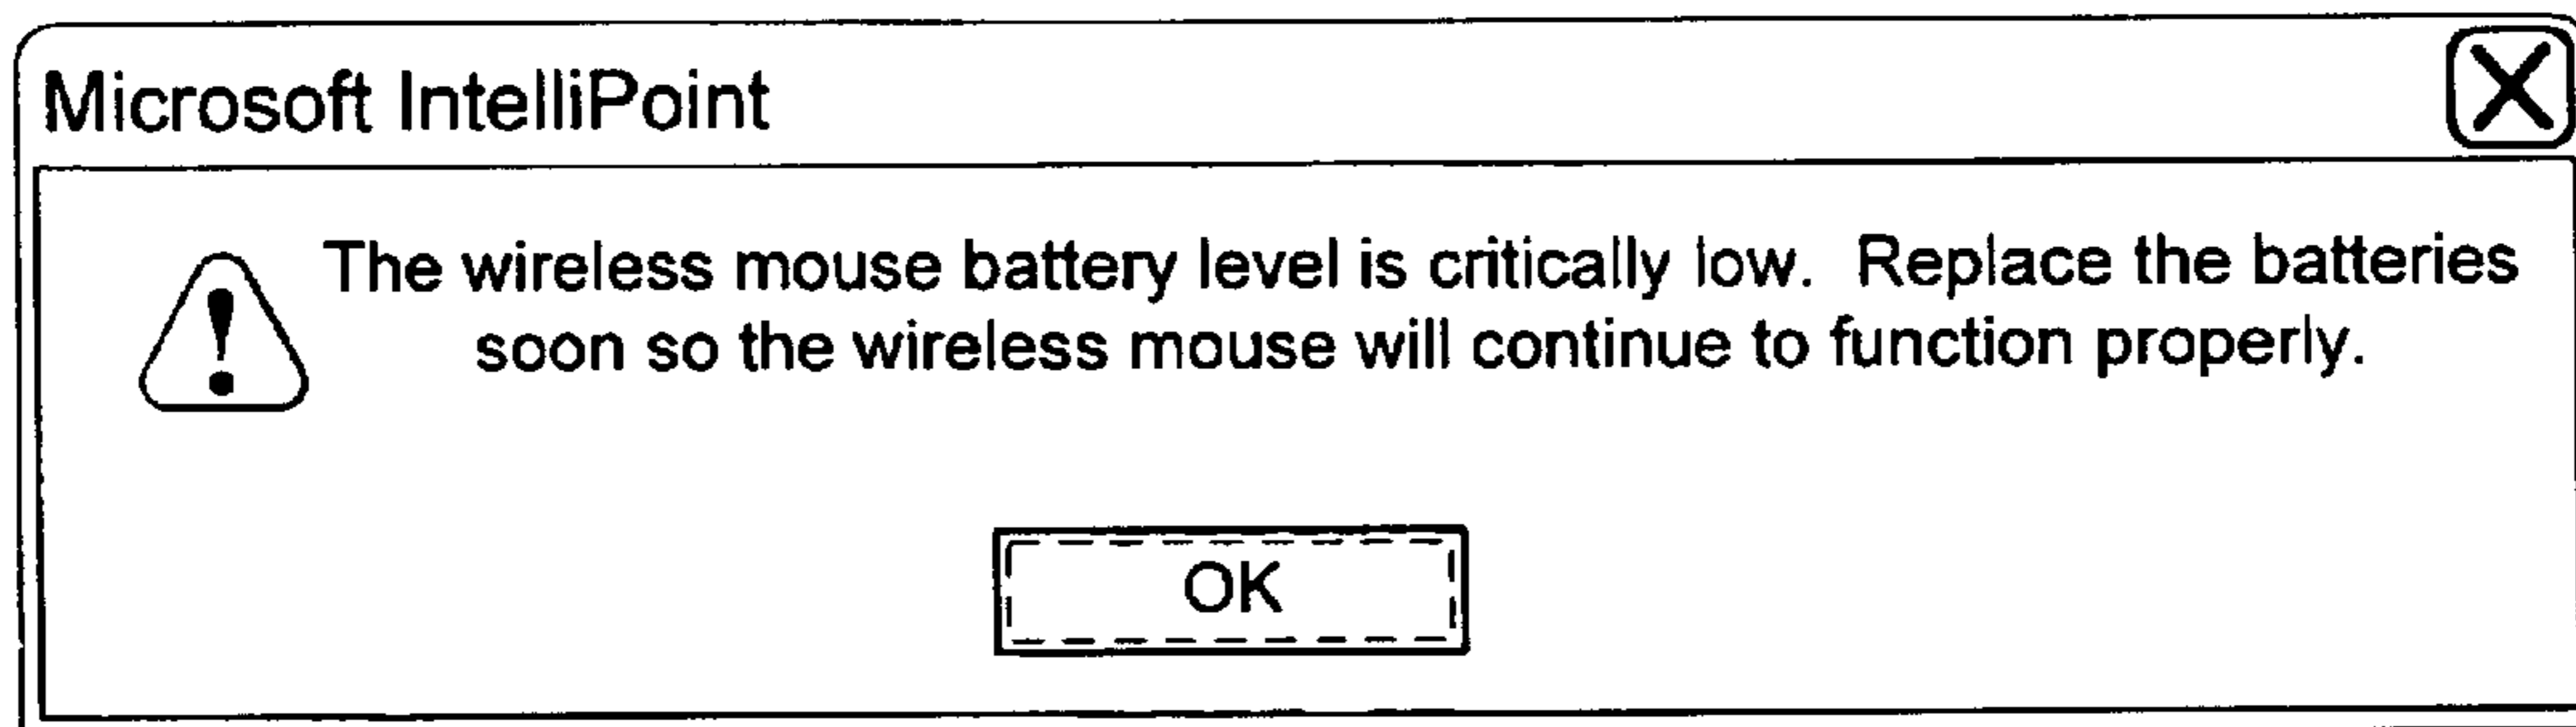 Microsoft IntelliPoint
The wireless mouse battery level is critically low.  Replace the batteries
soon so the wireless mouse will continue to function properly.
OK